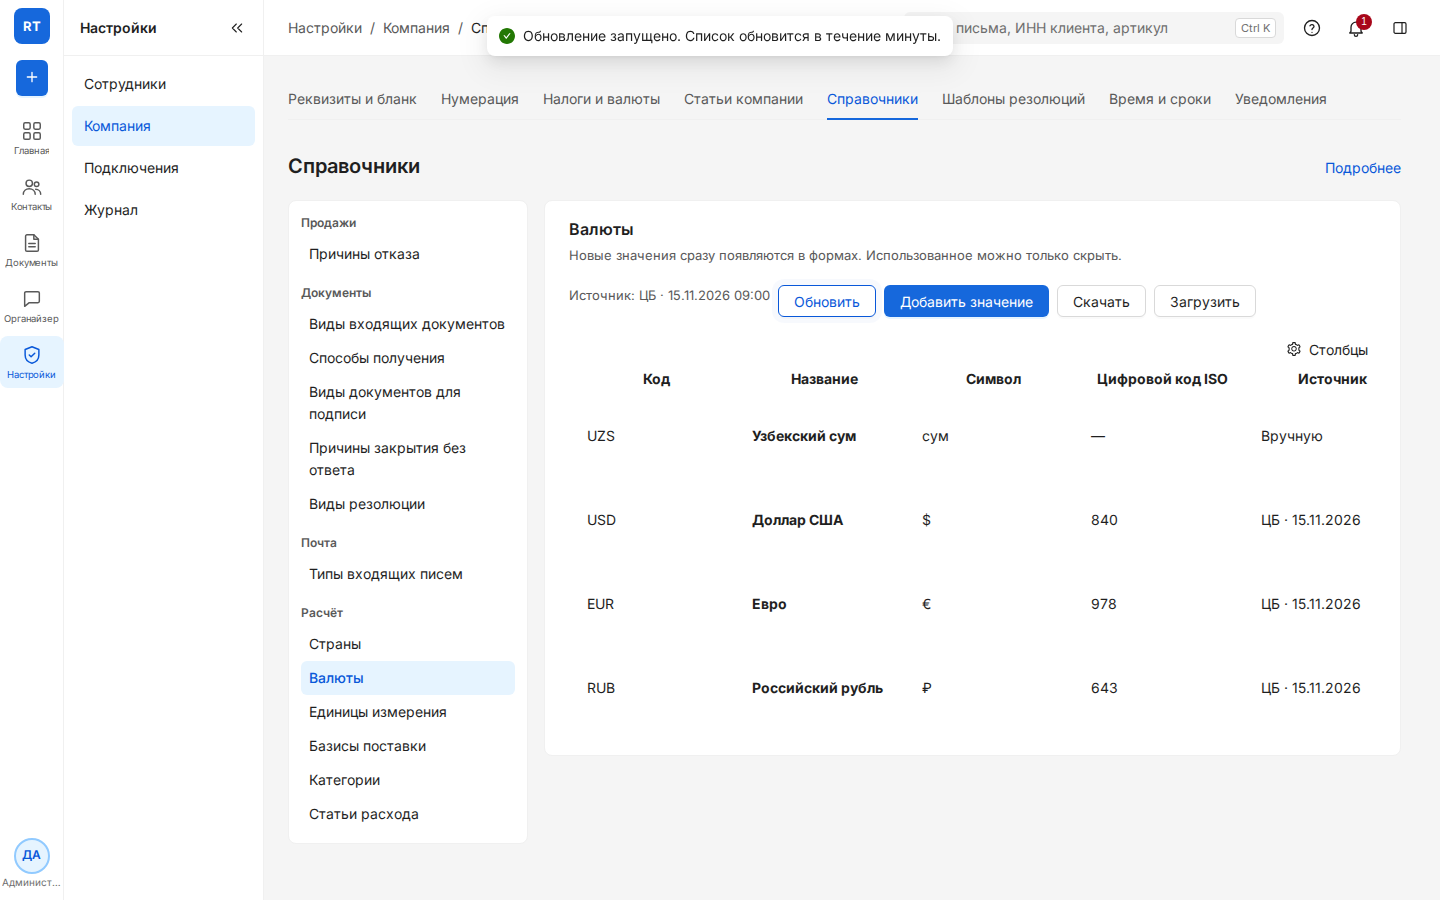 RT
Настройки
Настройки / Компания / Сп
Обновление запущено. Список обновится в течение минуты.
письма, ИНН клиента, артикул
Ctrl K
1
Главная
Контакты
Документы
Органайзер
Настройки
ДА
Админист...
Сотрудники
Компания
Подключения
Журнал
Реквизиты и бланк
Нумерация
Налоги и валюты
Статьи компании
Справочники
Шаблоны резолюций
Время и сроки
Уведомления
Справочники
Подробнее
Продажи
Причины отказа
Документы
Виды входящих документов
Способы получения
Виды документов для
подписи
Причины закрытия без
ответа
Виды резолюции
Почта
Типы входящих писем
Расчёт
Страны
Валюты
Единицы измерения
Базисы поставки
Категории
Статьи расхода
Валюты
Новые значения сразу появляются в формах. Использованное можно только скрыть.
Источник: ЦБ · 15.11.2026 09:00
Обновить
Добавить значение
Скачать
Загрузить
Столбцы
Код Название Символ Цифровой код ISO Источник
UZS Узбекский сум сум — Вручную
USD Доллар США $ 840 ЦБ · 15.11.2026
EUR Евро € 978 ЦБ · 15.11.2026
RUB Российский рубль ₽ 643 ЦБ · 15.11.2026